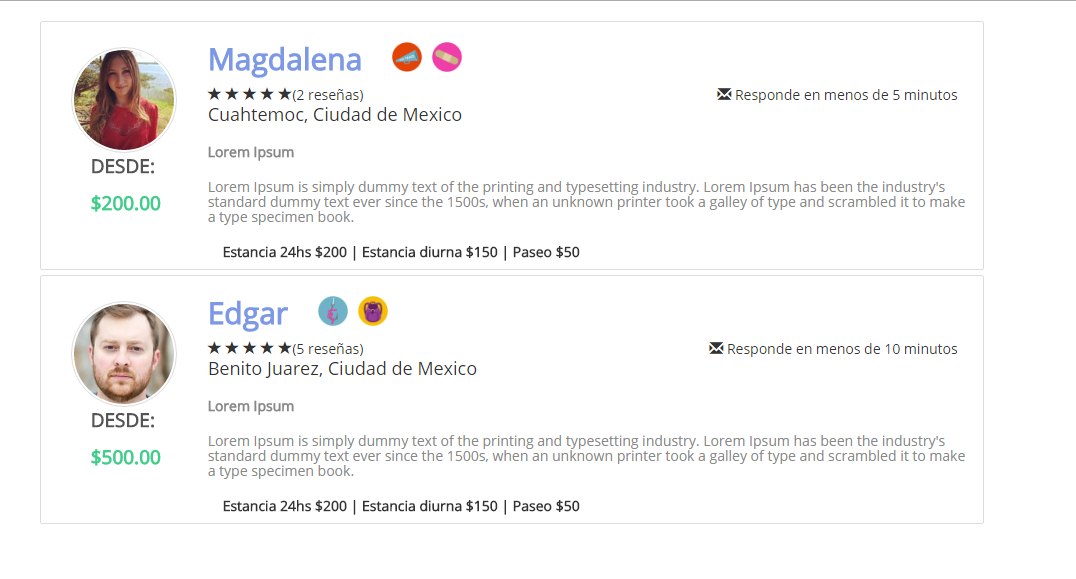 Magdalena
★★★★★(2 reseñas)
Responde en menos de 5 minutos
Cuahtemoc, Ciudad de Mexico
DESDE:
$200.00
Lorem Ipsum
Lorem Ipsum is simply dummy text of the printing and typesetting industry. Lorem Ipsum has been the industry's
standard dummy text ever since the 1500s, when an unknown printer took a galley of type and scrambled it to make
a type specimen book.
Estancia 24hs $200 | Estancia diurna $150 | Paseo $50
Edgar
★★★★★(5 reseñas)
Responde en menos de 10 minutos
Benito Juarez, Ciudad de Mexico
DESDE:
$500.00
Lorem Ipsum
Lorem Ipsum is simply dummy text of the printing and typesetting industry. Lorem Ipsum has been the industry's
standard dummy text ever since the 1500s, when an unknown printer took a galley of type and scrambled it to make
a type specimen book.
Estancia 24hs $200 | Estancia diurna $150 | Paseo $50